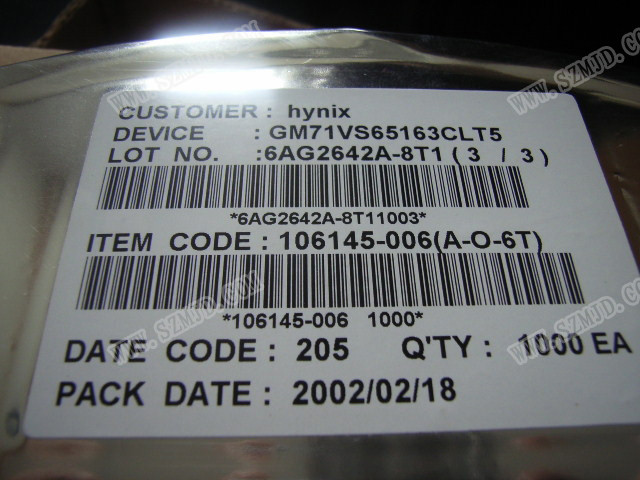 CUSTOMER : hynix
DEVICE : GM71VS65163CLT5
LOT NO. :6AG2642A-8T1 ( 3 / 3 )
*6AG2642A-8T11003*
ITEM CODE : 106145-006(A-O-6T)
*106145-006 1000*
DATE CODE : 205 Q'TY : 1000 EA
PACK DATE : 2002/02/18
WWW.SZMJD.COM
WWW.SZMJD.COM
WWW.SZMJD.COM
WWW.SZMJD.COM